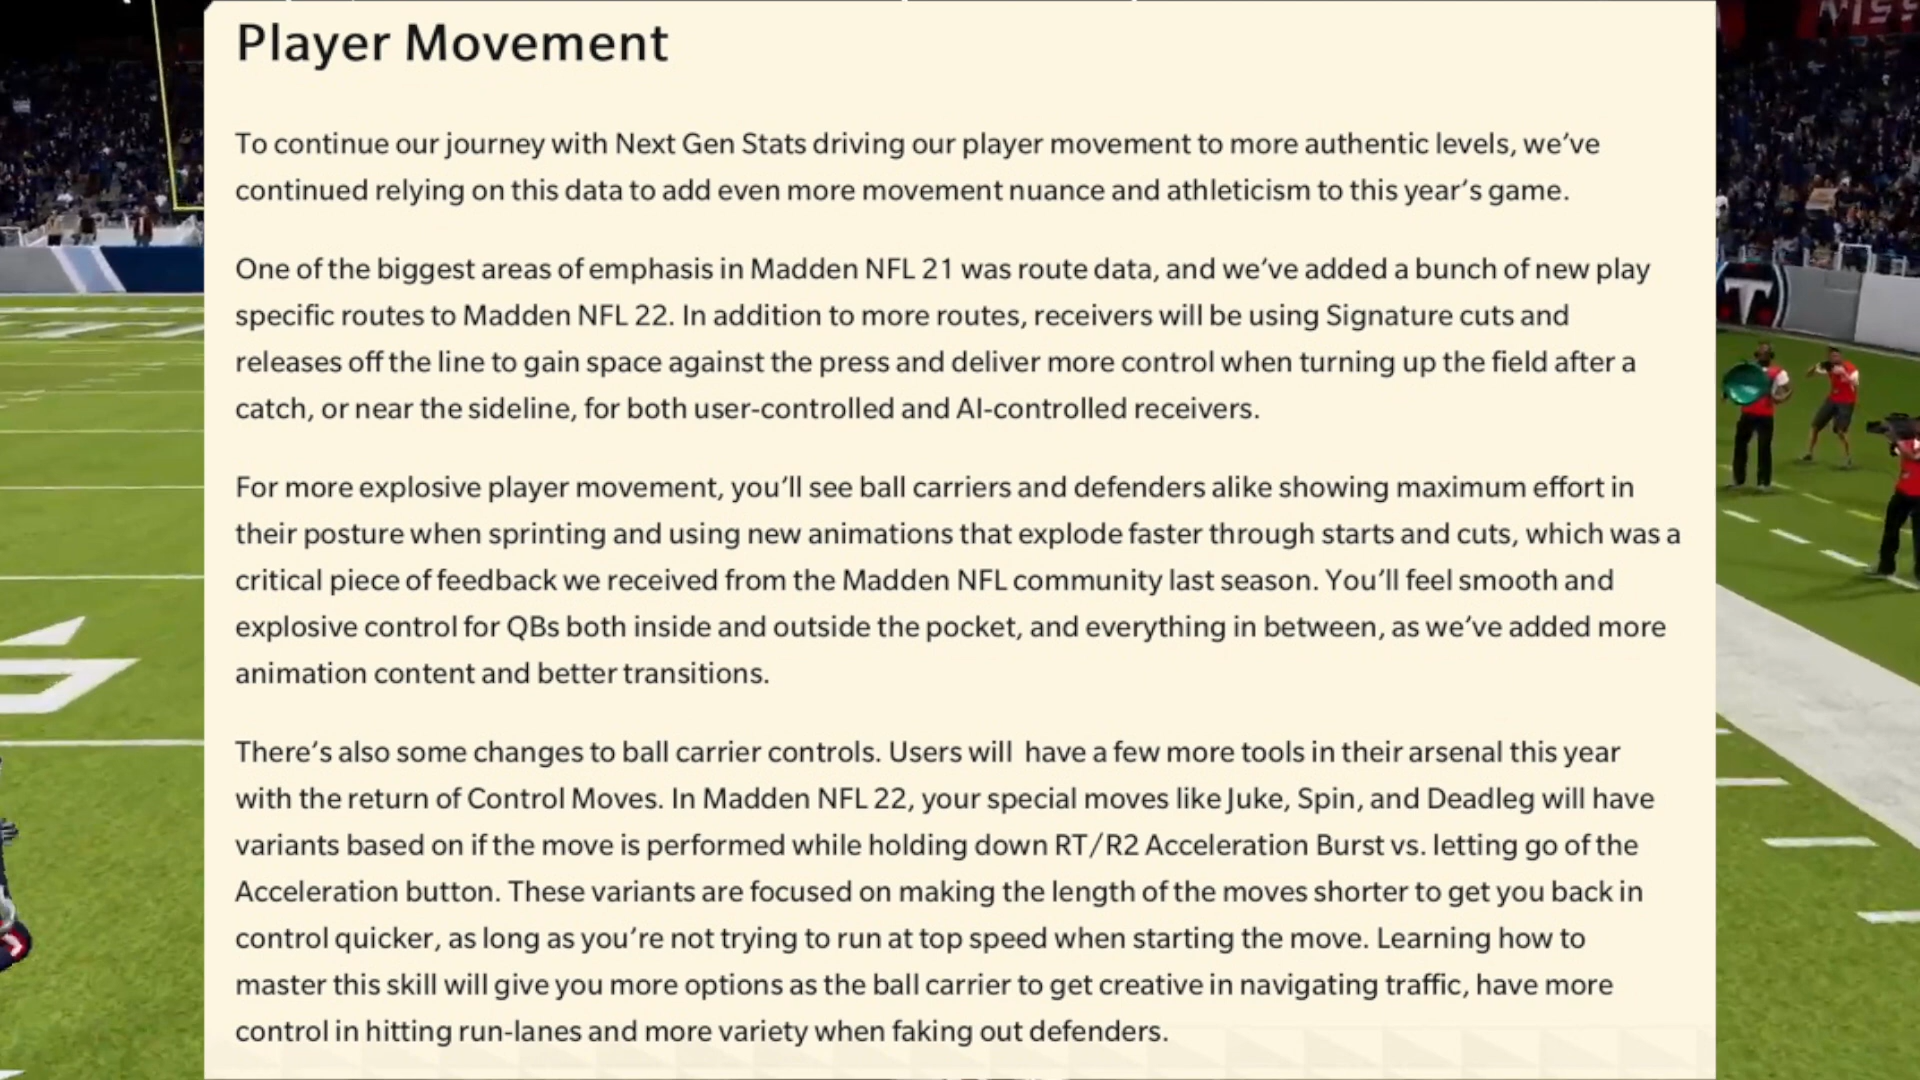 Player Movement
To continue our journey with Next Gen Stats driving our player movement to more authentic levels, we’ve
continued relying on this data to add even more movement nuance and athleticism to this year’s game.
One of the biggest areas of emphasis in Madden NFL 21 was route data, and we’ve added a bunch of new play
specific routes to Madden NFL 22. In addition to more routes, receivers will be using Signature cuts and
releases off the line to gain space against the press and deliver more control when turning up the field after a
catch, or near the sideline, for both user-controlled and AI-controlled receivers.
For more explosive player movement, you’ll see ball carriers and defenders alike showing maximum effort in
their posture when sprinting and using new animations that explode faster through starts and cuts, which was a
critical piece of feedback we received from the Madden NFL community last season. You’ll feel smooth and
explosive control for QBs both inside and outside the pocket, and everything in between, as we’ve added more
animation content and better transitions.
There’s also some changes to ball carrier controls. Users will  have a few more tools in their arsenal this year
with the return of Control Moves. In Madden NFL 22, your special moves like Juke, Spin, and Deadleg will have
variants based on if the move is performed while holding down RT/R2 Acceleration Burst vs. letting go of the
Acceleration button. These variants are focused on making the length of the moves shorter to get you back in
control quicker, as long as you’re not trying to run at top speed when starting the move. Learning how to
master this skill will give you more options as the ball carrier to get creative in navigating traffic, have more
control in hitting run-lanes and more variety when faking out defenders.